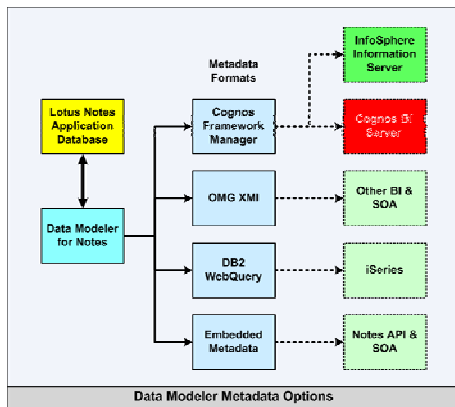 InfoSphere
Information
Server
Metadata
Formats
Lotus Notes
Application
Database
Cognos
Framework
Manager
Cognos BI
Server
OMG XMI
Other BI &
SOA
Data Modeler
for Notes
DB2
WebQuery
iSeries
Embedded
Metadata
Notes API &
SOA
Data Modeler Metadata Options